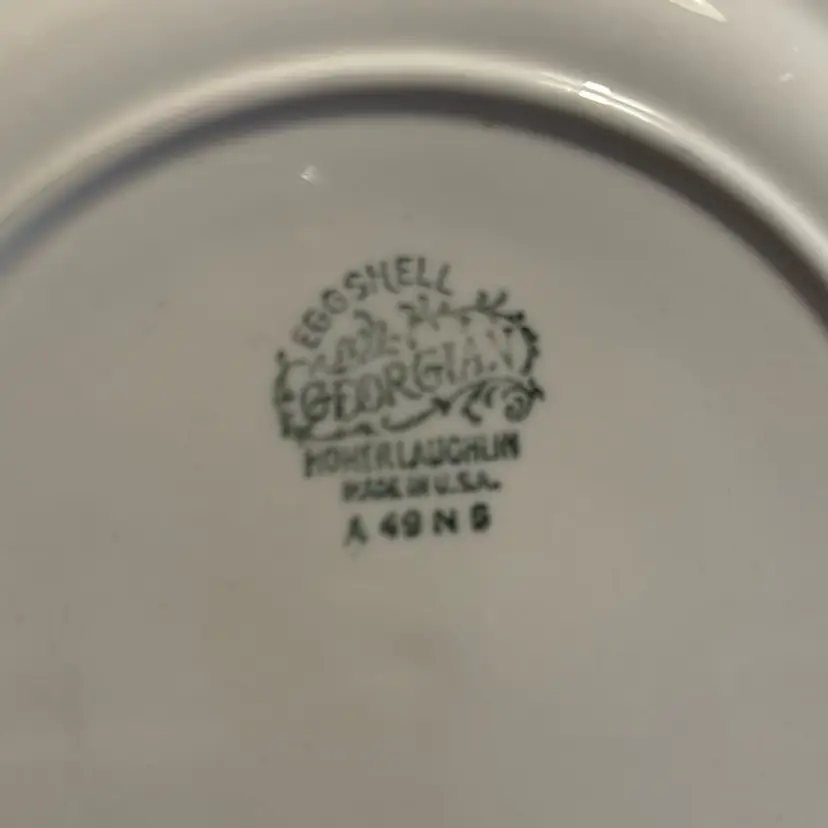 EGGSHELL
GEORGIAN
HOMER LAUGHLIN
MADE IN U.S.A.
A 49 N 5